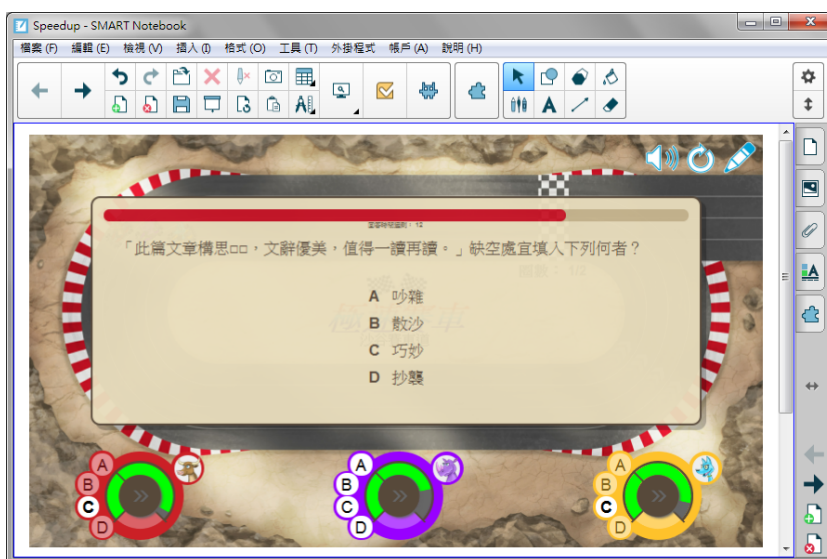 Speedup - SMART Notebook
檔案 (F) 編輯 (E) 檢視 (V) 插入 (I) 格式 (O) 工具 (T) 外掛程式 帳戶 (A) 說明 (H)
「此篇文章構思□□,文辭優美,值得一讀再讀。」缺空處宜填入下列何者?
A 吵雜
B 散沙
C 巧妙
D 抄襲
A
B
C
D
A
B
C
D
A
B
C
D